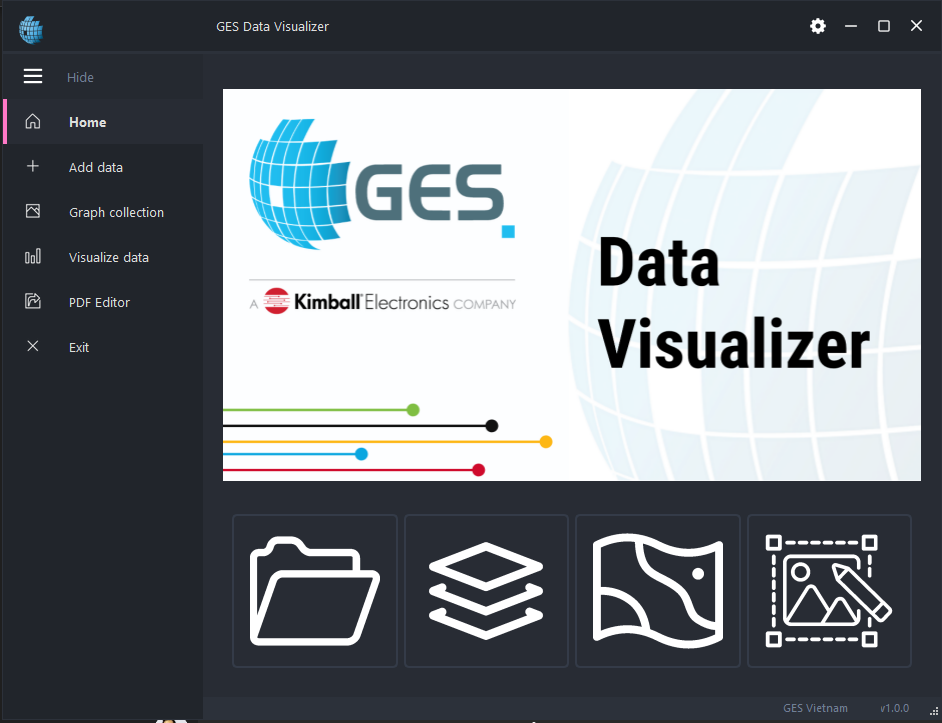 GES Data Visualizer
Hide
Home
Add data
Graph collection
Visualize data
PDF Editor
Exit
GES
A Kimball Electronics COMPANY
Data
Visualizer
GES Vietnam
v1.0.0